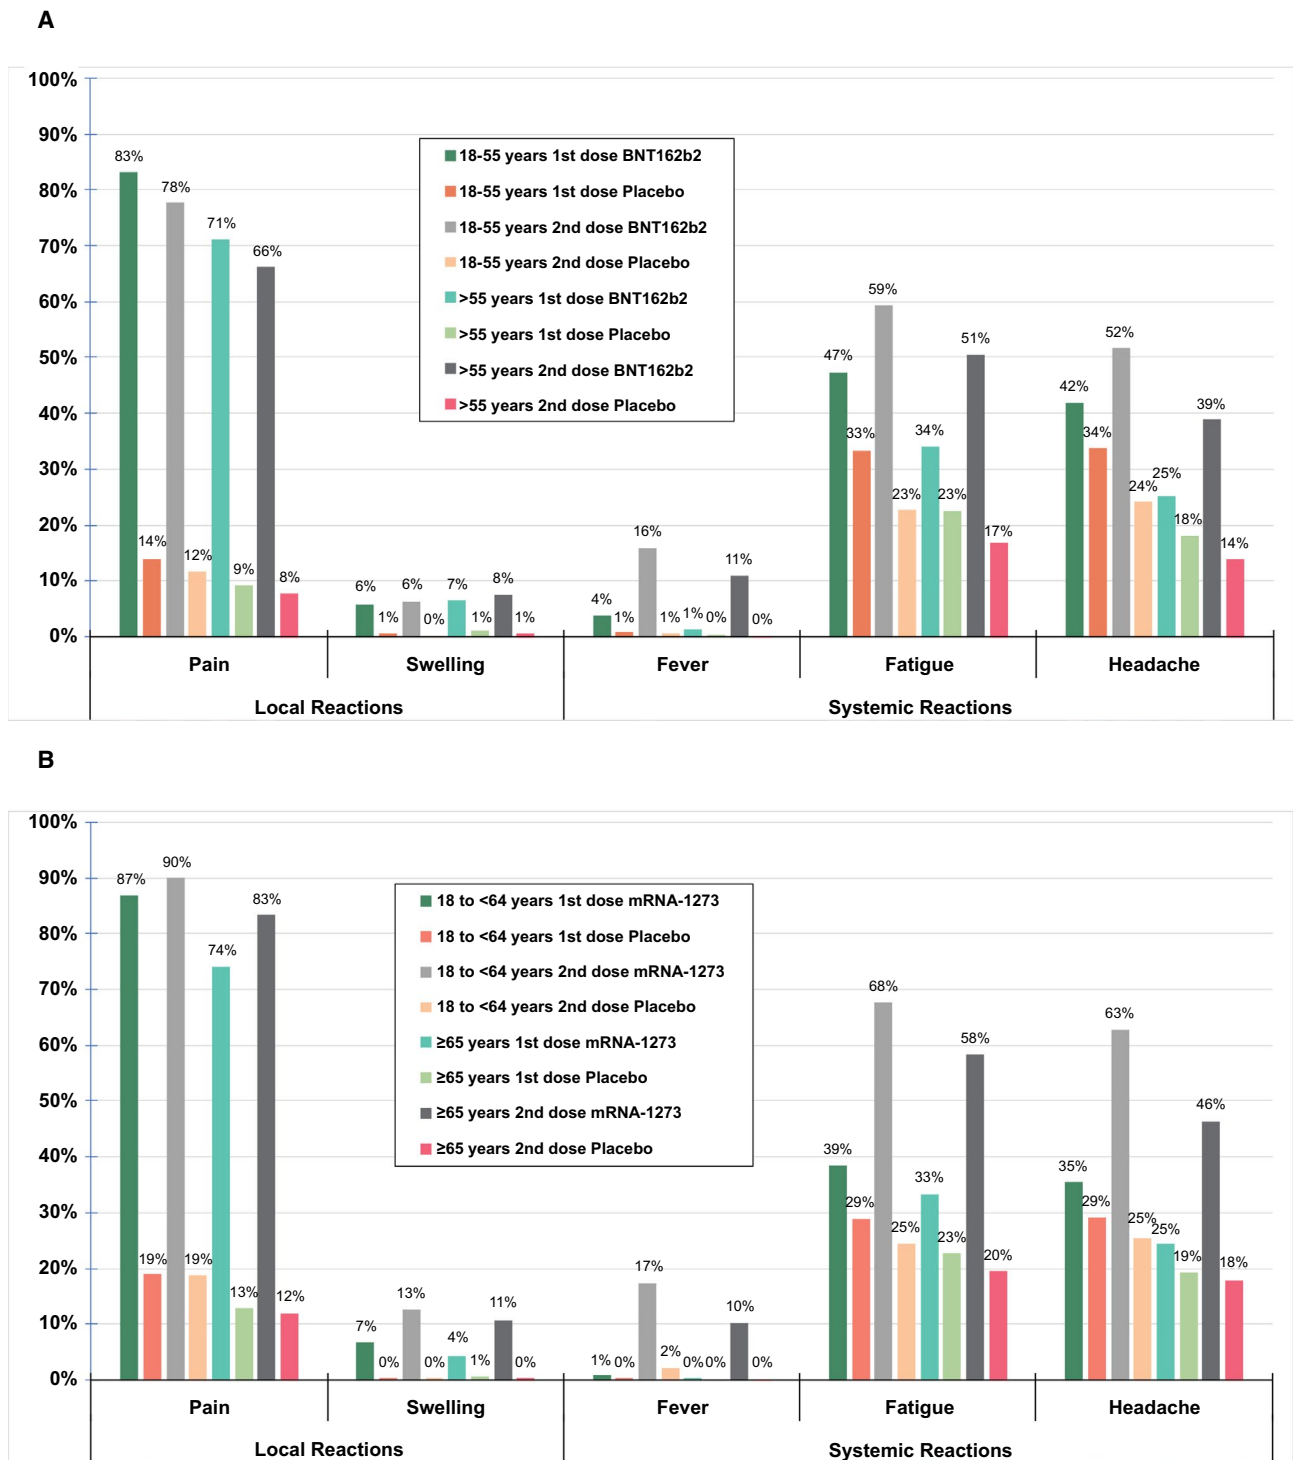 A
100%
90%
80%
70%
60%
50%
40%
30%
20%
10%
0%
18-55 years 1st dose BNT162b2
18-55 years 1st dose Placebo
18-55 years 2nd dose BNT162b2
18-55 years 2nd dose Placebo
>55 years 1st dose BNT162b2
>55 years 1st dose Placebo
>55 years 2nd dose BNT162b2
>55 years 2nd dose Placebo
83% 14% 78% 12% 71% 9% 66% 8%
6% 1% 6% 0% 7% 1% 8% 1%
4% 1% 16% 1% 1% 0% 11% 0%
47% 33% 59% 23% 34% 23% 51% 17%
42% 34% 52% 24% 25% 18% 39% 14%
Pain Swelling Fever Fatigue Headache
Local Reactions Systemic Reactions
B
100%
90%
80%
70%
60%
50%
40%
30%
20%
10%
0%
18 to <64 years 1st dose mRNA-1273
18 to <64 years 1st dose Placebo
18 to <64 years 2nd dose mRNA-1273
18 to <64 years 2nd dose Placebo
≥65 years 1st dose mRNA-1273
≥65 years 1st dose Placebo
≥65 years 2nd dose mRNA-1273
≥65 years 2nd dose Placebo
87% 19% 90% 19% 74% 13% 83% 12%
7% 0% 13% 0% 4% 1% 11% 0%
1% 0% 17% 2% 0% 0% 10% 0%
39% 29% 68% 25% 33% 23% 58% 20%
35% 29% 63% 25% 25% 19% 46% 18%
Pain Swelling Fever Fatigue Headache
Local Reactions Systemic Reactions